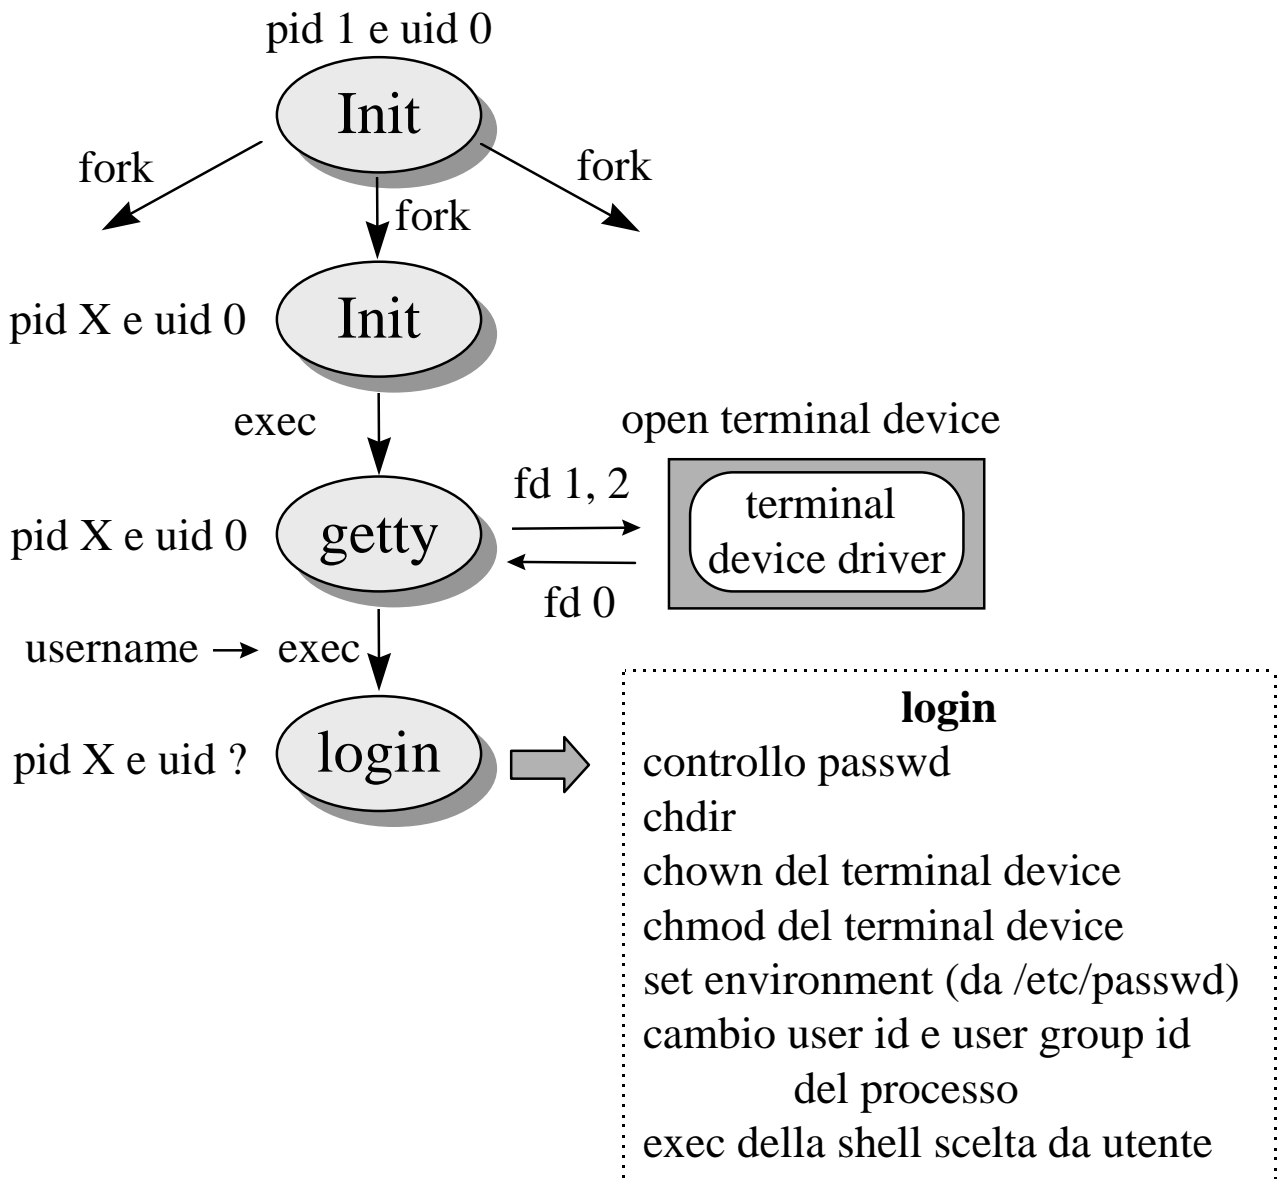 pid 1 e uid 0
Init
fork
fork
fork
pid X e uid 0
Init
exec
open terminal device
fd 1, 2
terminal
device driver
pid X e uid 0
getty
fd 0
username
exec
login
pid X e uid ?
login
controllo passwd
chdir
chown del terminal device
chmod del terminal device
set environment (da /etc/passwd)
cambio user id e user group id
del processo
exec della shell scelta da utente